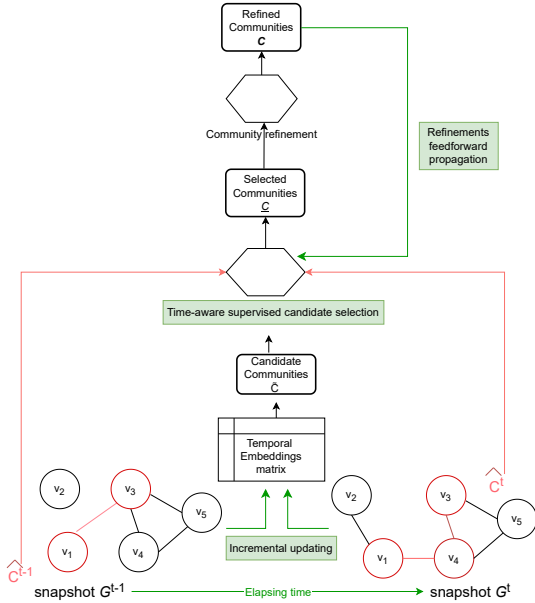 Refined
Communities
C
Community refinement
Refinements
feedforward
propagation
Selected
Communities
C
Time-aware supervised candidate selection
Candidate
Communities
C̃
Temporal
Embeddings
matrix
v2
v3
v5
v1
v4
v2
v3
v5
v1
v4
Ĉt
Incremental updating
Ĉt-1
snapshot Gt-1
Elapsing time
snapshot Gt